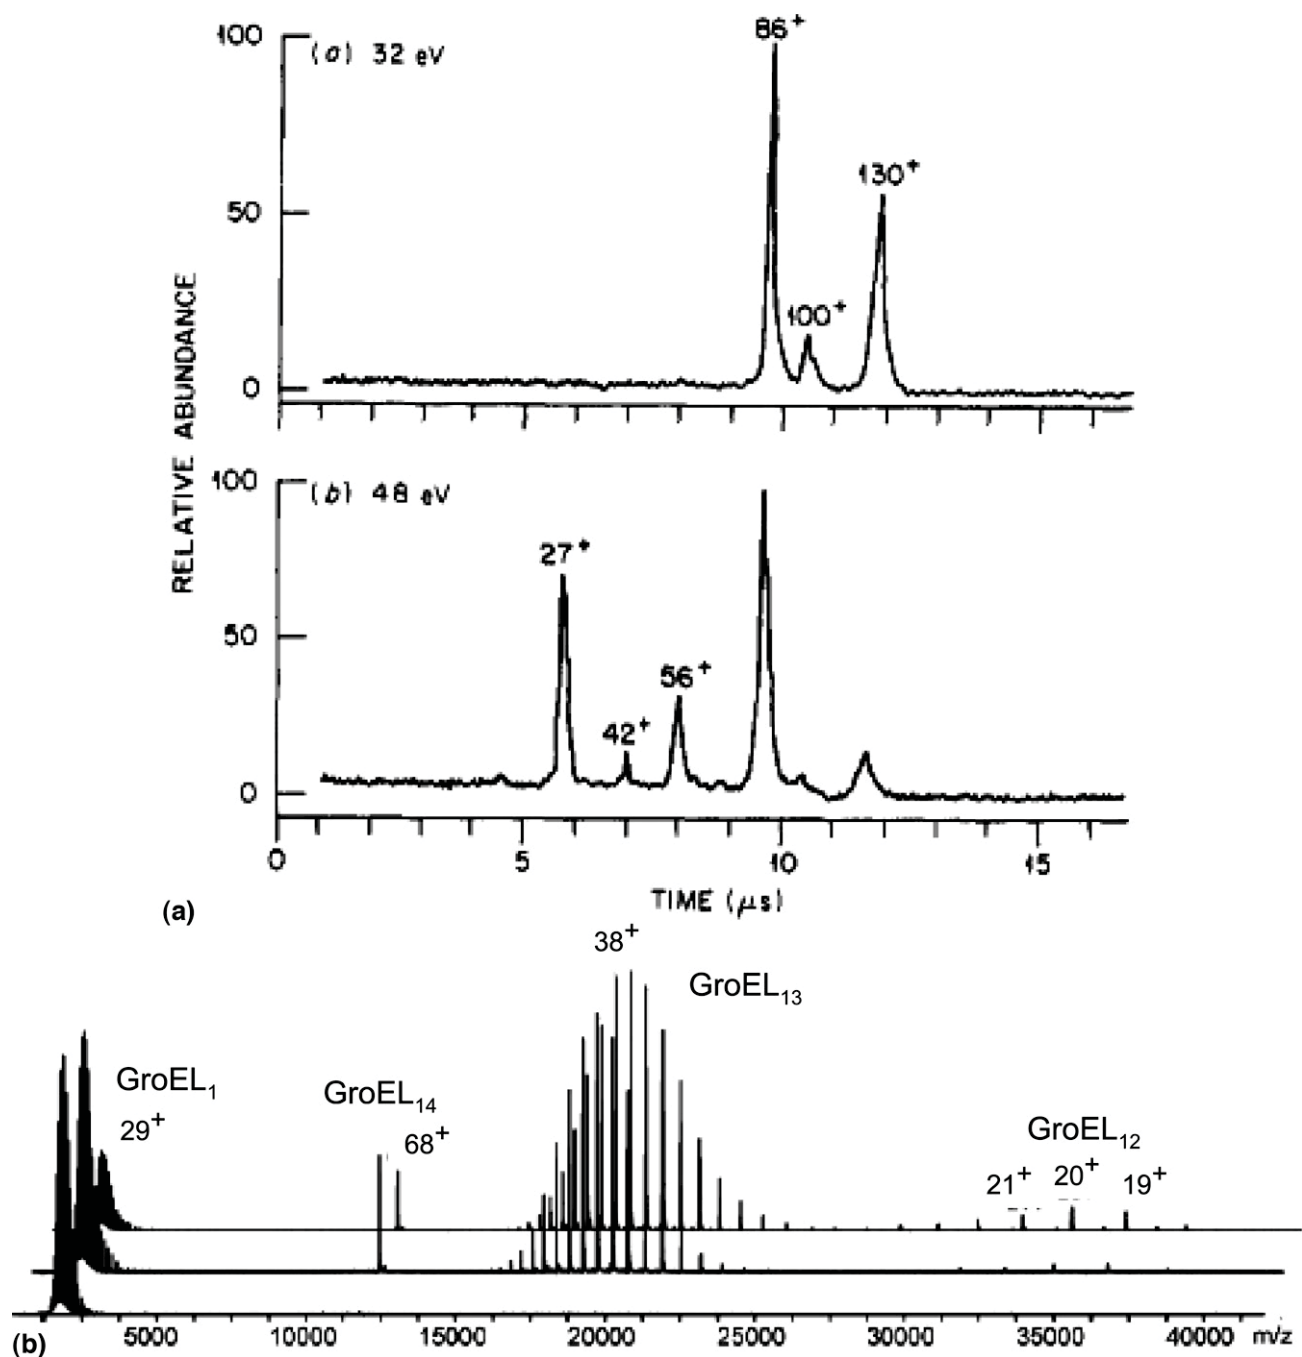 86+
100
(a) 32 eV
130+
50
100+
0
RELATIVE ABUNDANCE
100
(b) 48 eV
27+
50
56+
42+
0
0
5
10
15
TIME (μs)
(a)
38+
GroEL13
GroEL1
GroEL14
29+
68+
GroEL12
21+
20+
19+
5000
10000
15000
20000
25000
30000
35000
40000
m/z
(b)